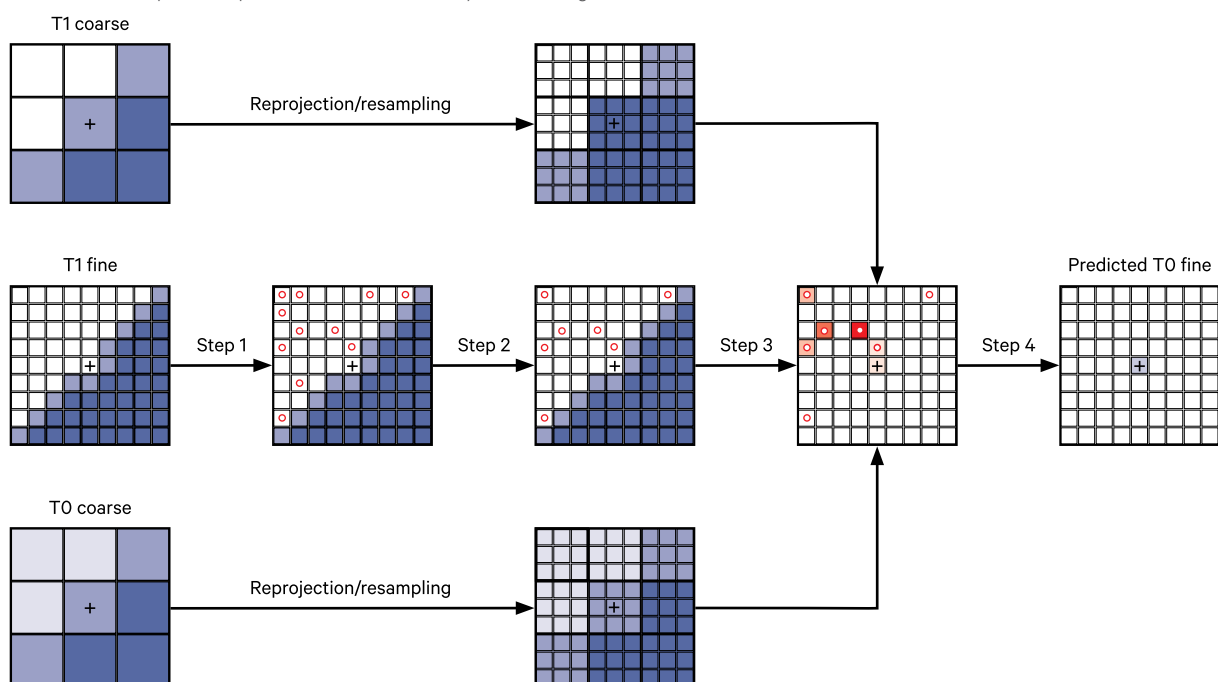 T1 coarse
Reprojection/resampling
T1 fine
Step 1
Step 2
Step 3
Step 4
Predicted T0 fine
T0 coarse
Reprojection/resampling